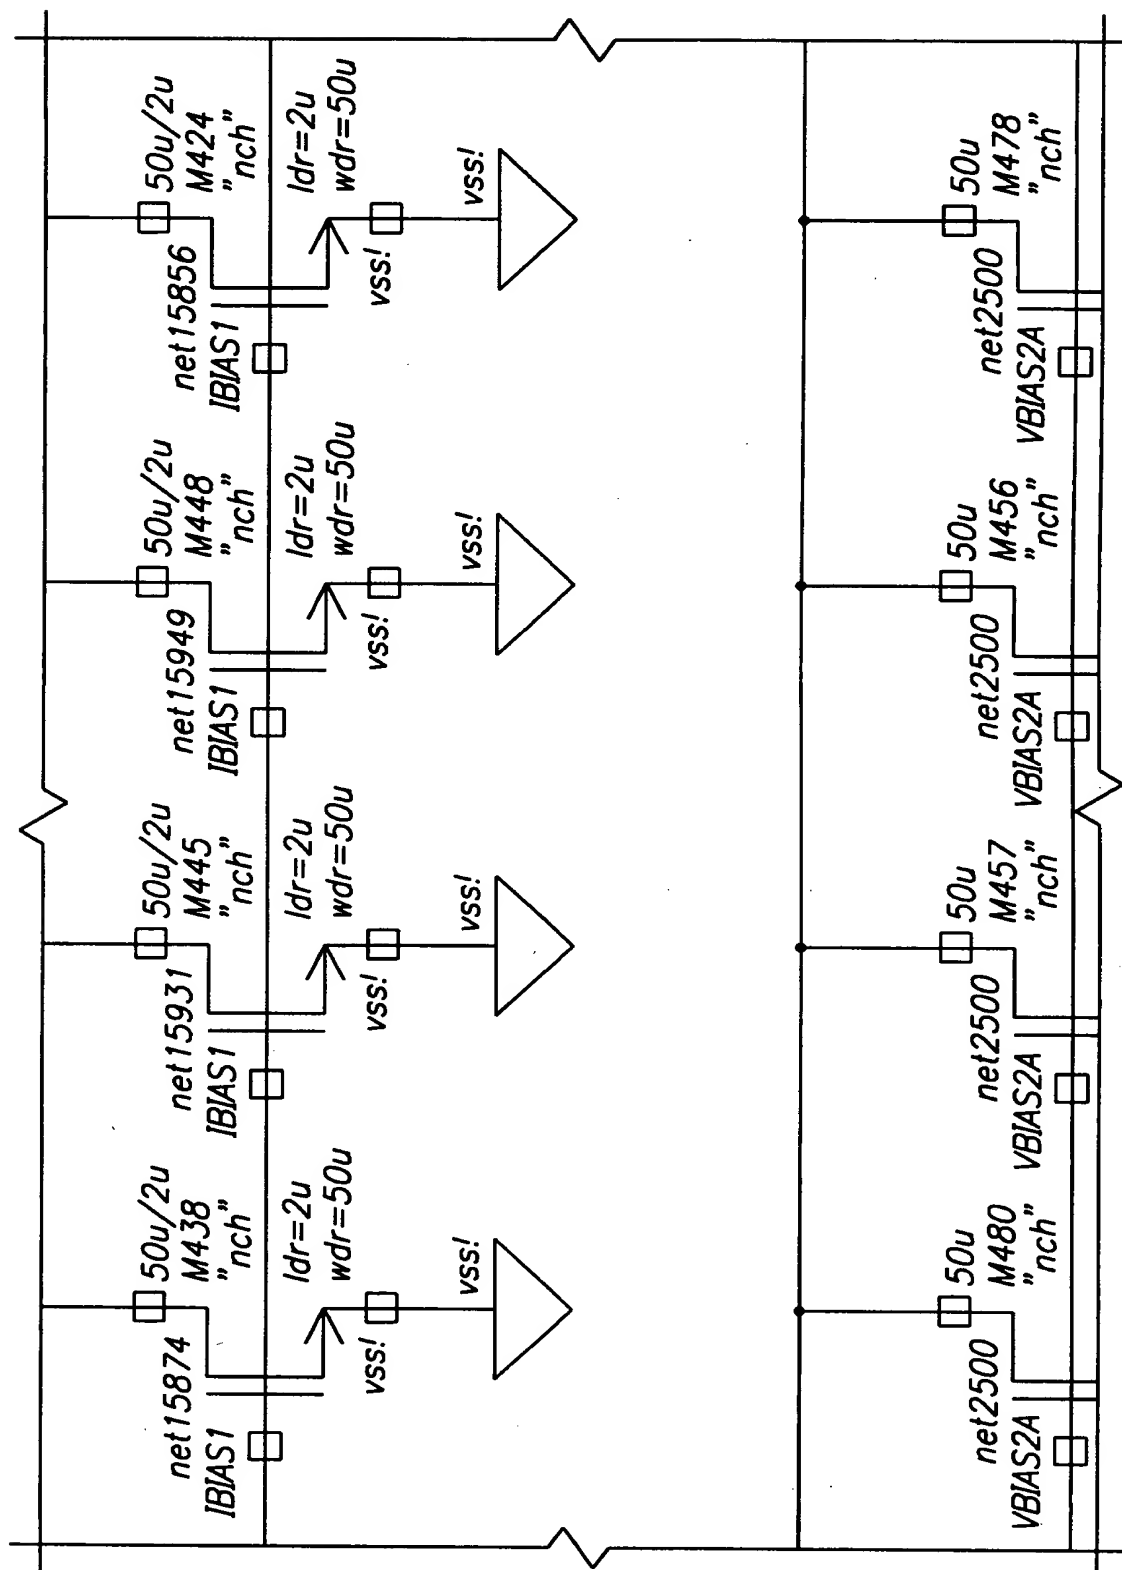 50u/2u
M438
"nch"
net15874
IBIAS1
ldr=2u
wdr=50u
vss!
vss!
50u/2u
M445
"nch"
net15931
IBIAS1
ldr=2u
wdr=50u
vss!
vss!
50u/2u
M448
"nch"
net15949
IBIAS1
ldr=2u
wdr=50u
vss!
vss!
50u/2u
M424
"nch"
net15856
IBIAS1
ldr=2u
wdr=50u
vss!
vss!
50u
M480
"nch"
net2500
VBIAS2A
50u
M457
"nch"
net2500
VBIAS2A
50u
M456
"nch"
net2500
VBIAS2A
50u
M478
"nch"
net2500
VBIAS2A